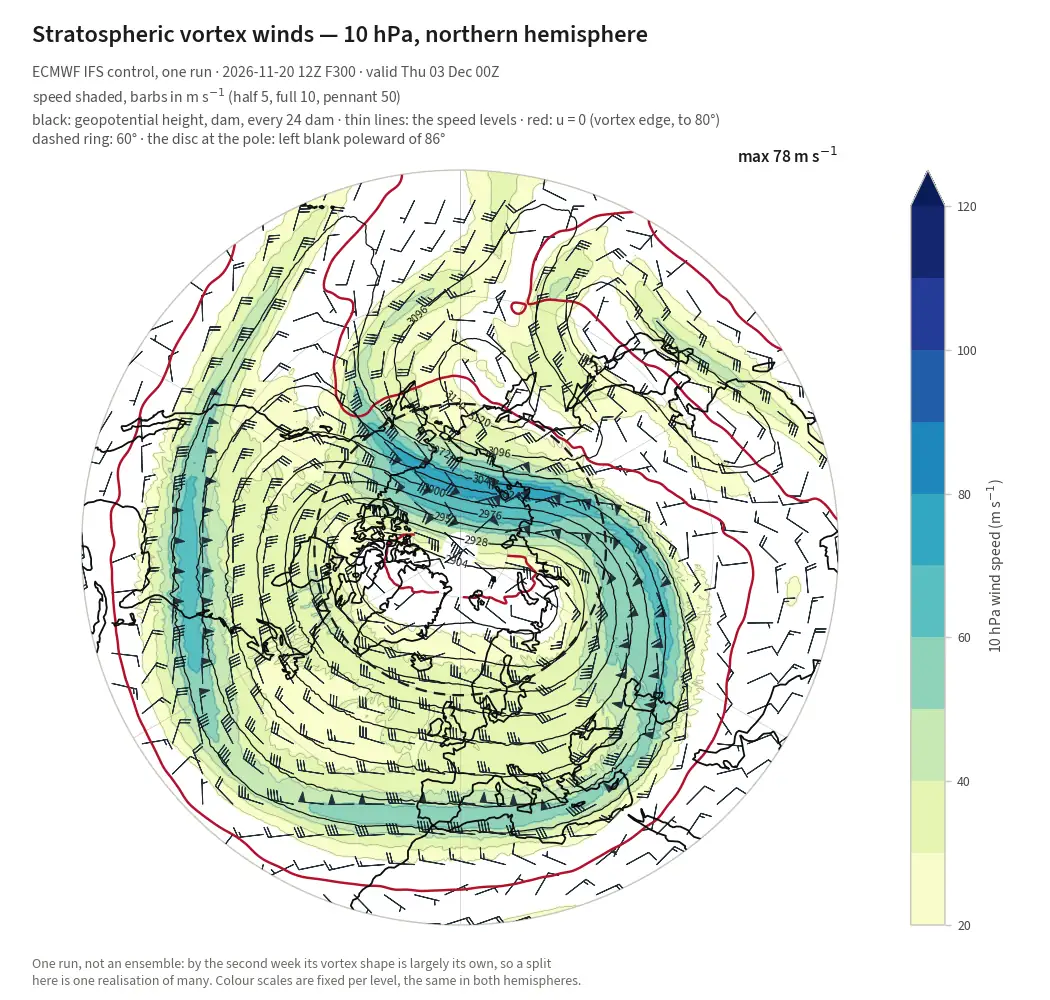 Stratospheric vortex winds — 10 hPa, northern hemisphere
ECMWF IFS control, one run · 2026-11-20 12Z F300 · valid Thu 03 Dec 00Z
speed shaded, barbs in m s⁻¹ (half 5, full 10, pennant 50)
black: geopotential height, dam, every 24 dam · thin lines: the speed levels · red: u = 0 (vortex edge, to 80°)
dashed ring: 60° · the disc at the pole: left blank poleward of 86°
max 78 m s⁻¹
120
100
80
60
40
20
10 hPa wind speed (m s⁻¹)
3096
3096
2976
2928
2904
One run, not an ensemble: by the second week its vortex shape is largely its own, so a split
here is one realisation of many. Colour scales are fixed per level, the same in both hemispheres.